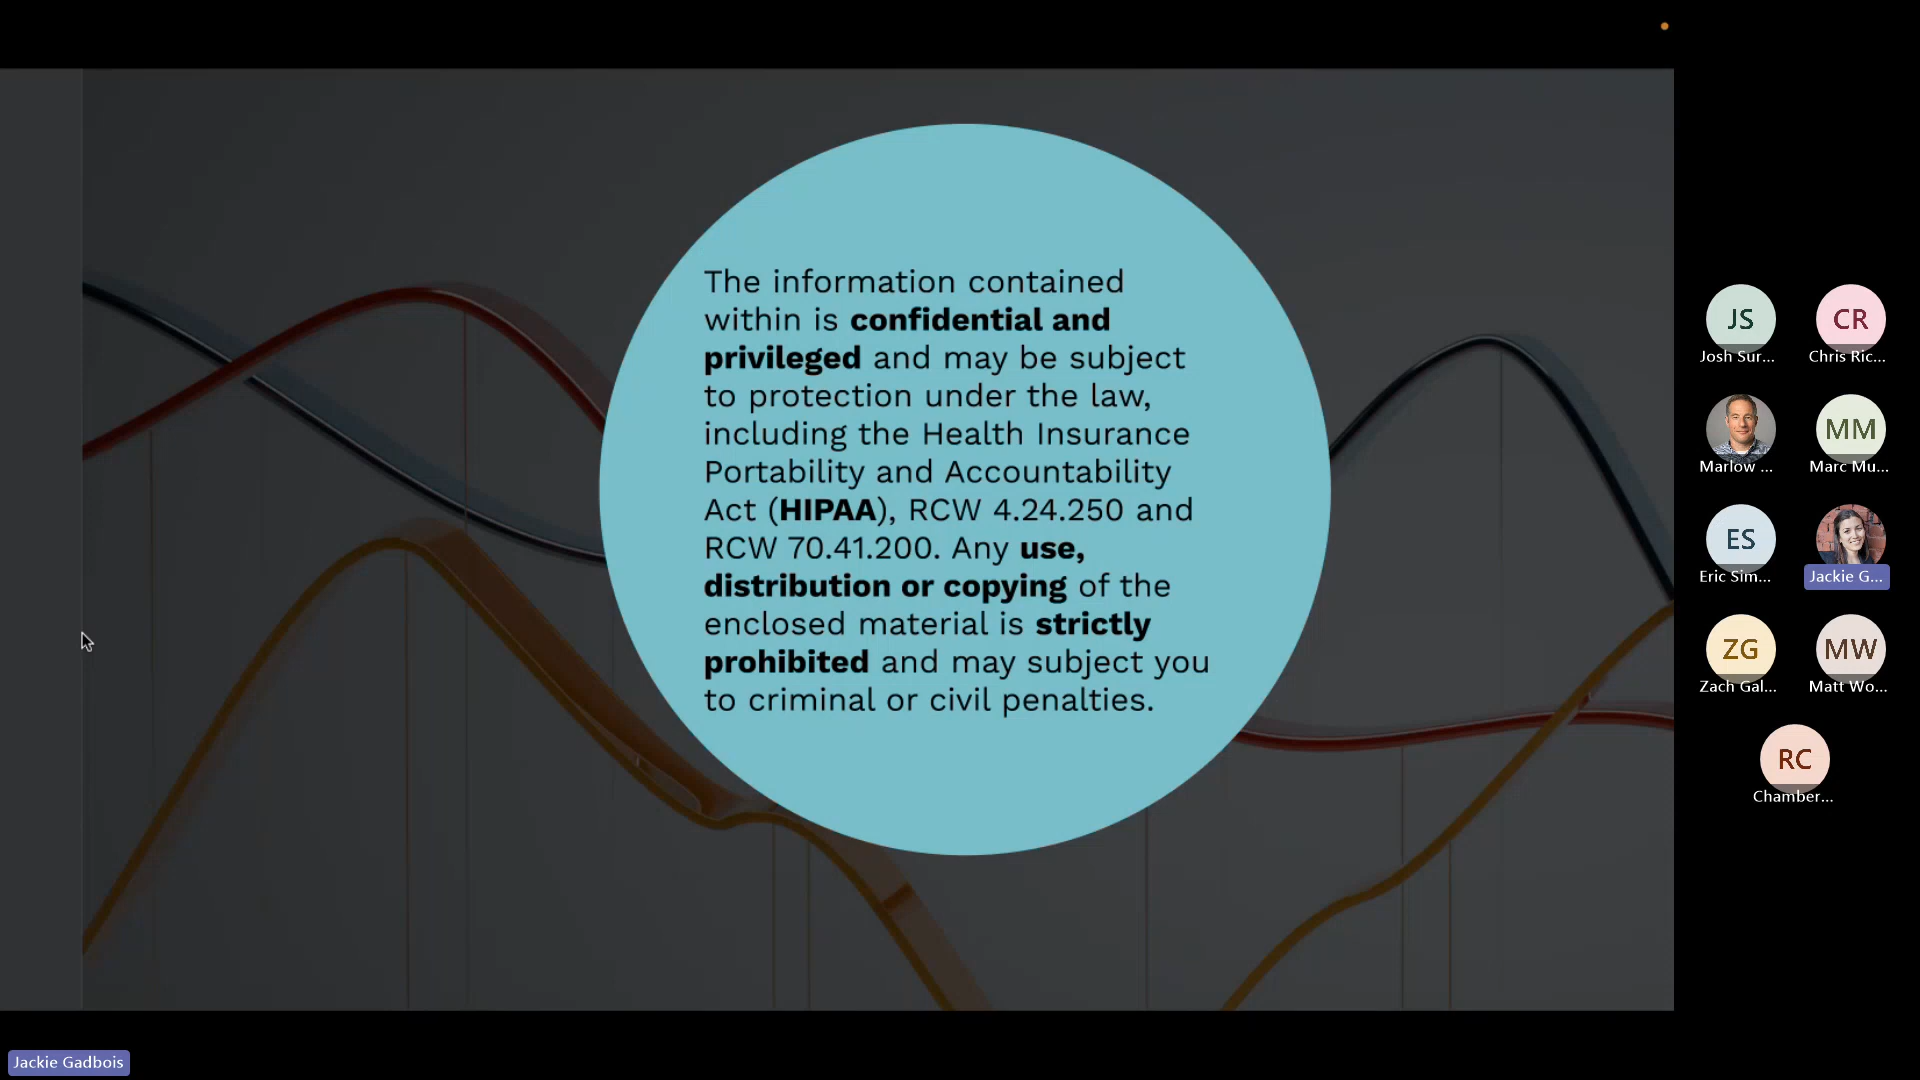 The information contained
within is confidential and
privileged and may be subject
to protection under the law,
including the Health Insurance
Portability and Accountability
Act (HIPAA), RCW 4.24.250 and
RCW 70.41.200. Any use,
distribution or copying of the
enclosed material is strictly
prohibited and may subject you
to criminal or civil penalties.
JS
CR
Josh Sur...
Chris Ric...
MM
Marlow ...
Marc Mu...
ES
Eric Sim...
Jackie G...
ZG
MW
Zach Gal...
Matt Wo...
RC
Chamber...
Jackie Gadbois